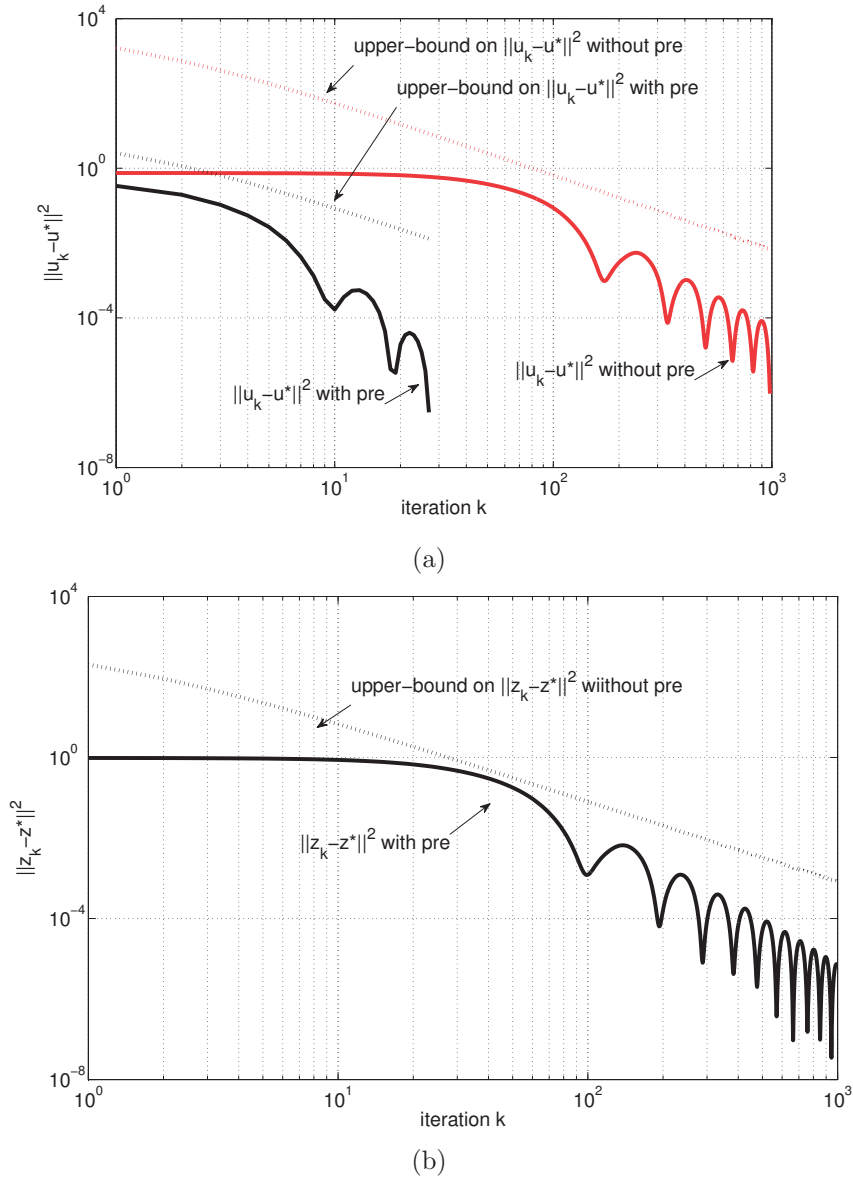 10^4
upper-bound on ||u_k-u*||^2 without pre
upper-bound on ||u_k-u*||^2 with pre
10^0
||u_k-u*||^2
10^-4
||u_k-u*||^2 with pre
||u_k-u*||^2 without pre
10^-8
10^0
10^1
10^2
10^3
iteration k
(a)
10^4
upper-bound on ||z_k-z*||^2 wiithout pre
10^0
||z_k-z*||^2
||z_k-z*||^2 with pre
10^-4
10^-8
10^0
10^1
10^2
10^3
iteration k
(b)